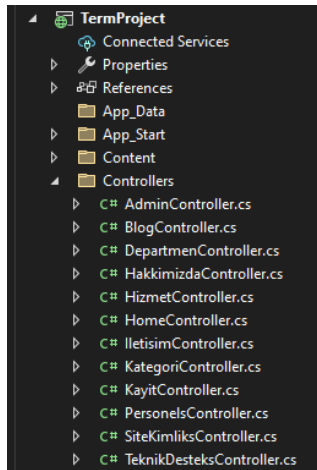 TermProject
Connected Services
Properties
References
App_Data
App_Start
Content
Controllers
C# AdminController.cs
C# BlogController.cs
C# DepartmenController.cs
C# HakkimizdaController.cs
C# HizmetController.cs
C# HomeController.cs
C# IletisimController.cs
C# KategoriController.cs
C# KayitController.cs
C# PersonelsController.cs
C# SiteKimliksController.cs
C# TeknikDesteksController.cs